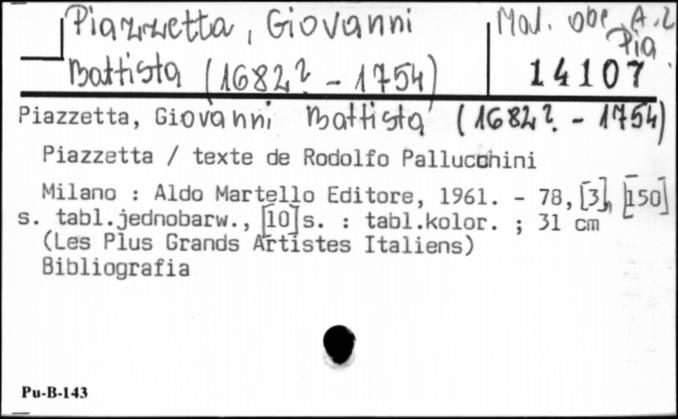 Piazzetta, Giovanni
Battista (1682? - 1754)
Mal. obc A.2
Pia
14107
Piazzetta, Giovanni Battista (1682? - 1754)
Piazzetta / texte de Rodolfo Pallucchini
Milano : Aldo Martello Editore, 1961. - 78, [3], [150]
s. tabl.jednobarw., [10] s. : tabl.kolor. ; 31 cm
(Les Plus Grands Artistes Italiens)
Bibliografia
Pu-B-143